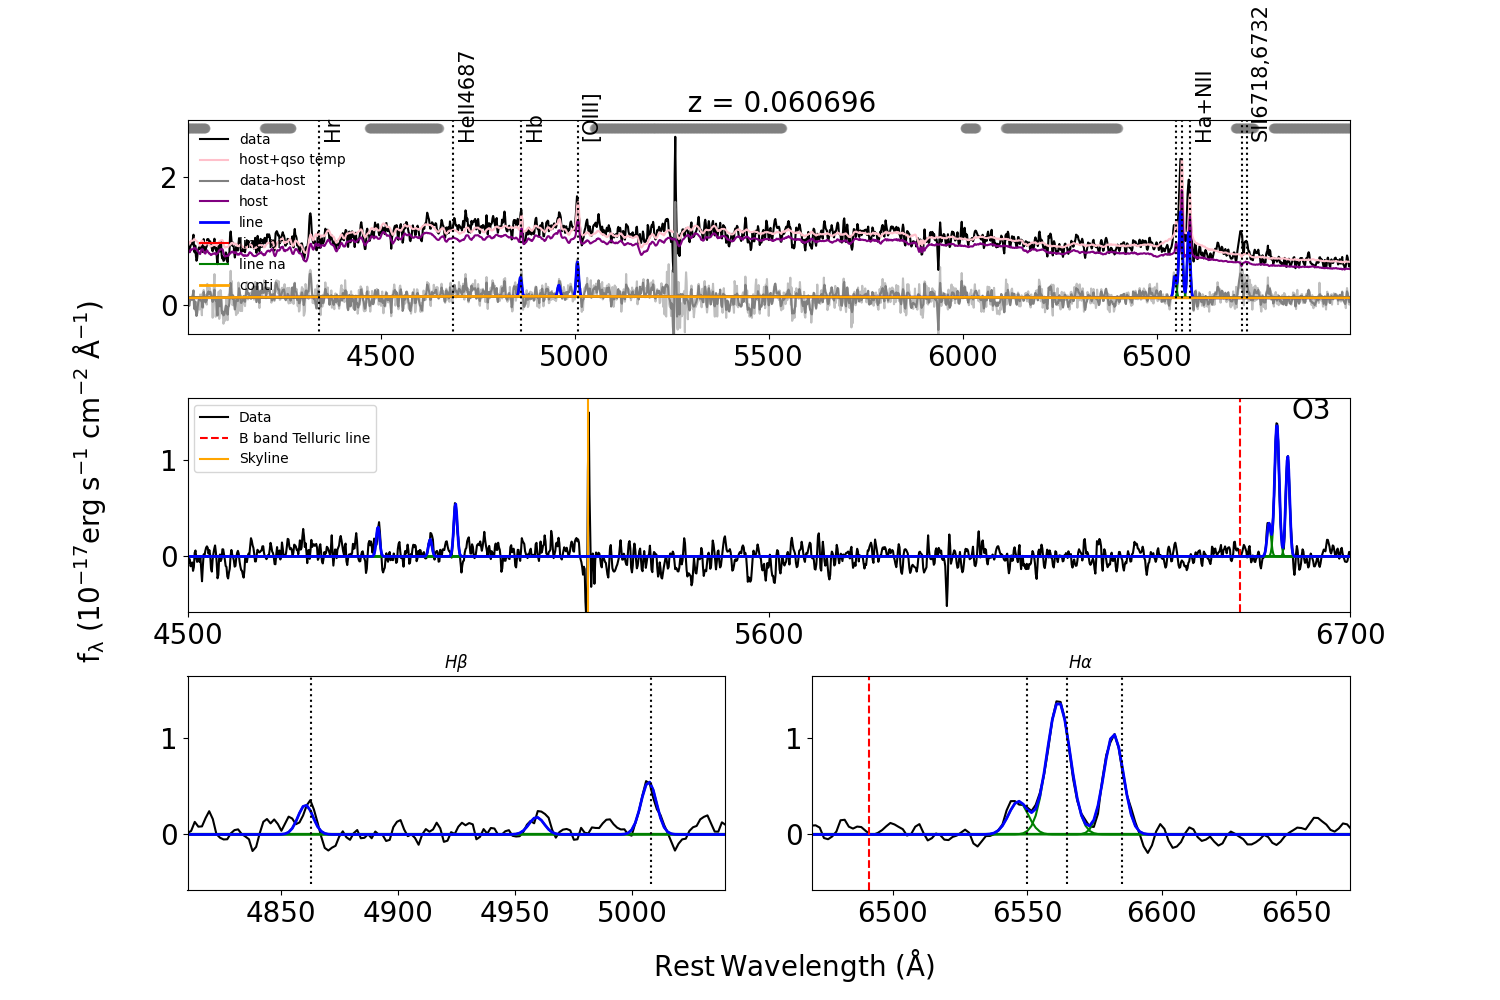 z = 0.060696
Hr
HeII4687
Hb
[OIII]
Ha+NII
SII6718,6732
data
host+qso temp
data-host
host
line
line na
conti
2
0
4500
5000
5500
6000
6500
fλ (10⁻¹⁷erg s⁻¹ cm⁻² Å⁻¹)
Data
B band Telluric line
Skyline
O3
1
0
4500
5600
6700
Hβ
1
0
4850
4900
4950
5000
Hα
1
0
6500
6550
6600
6650
Rest Wavelength (Å)